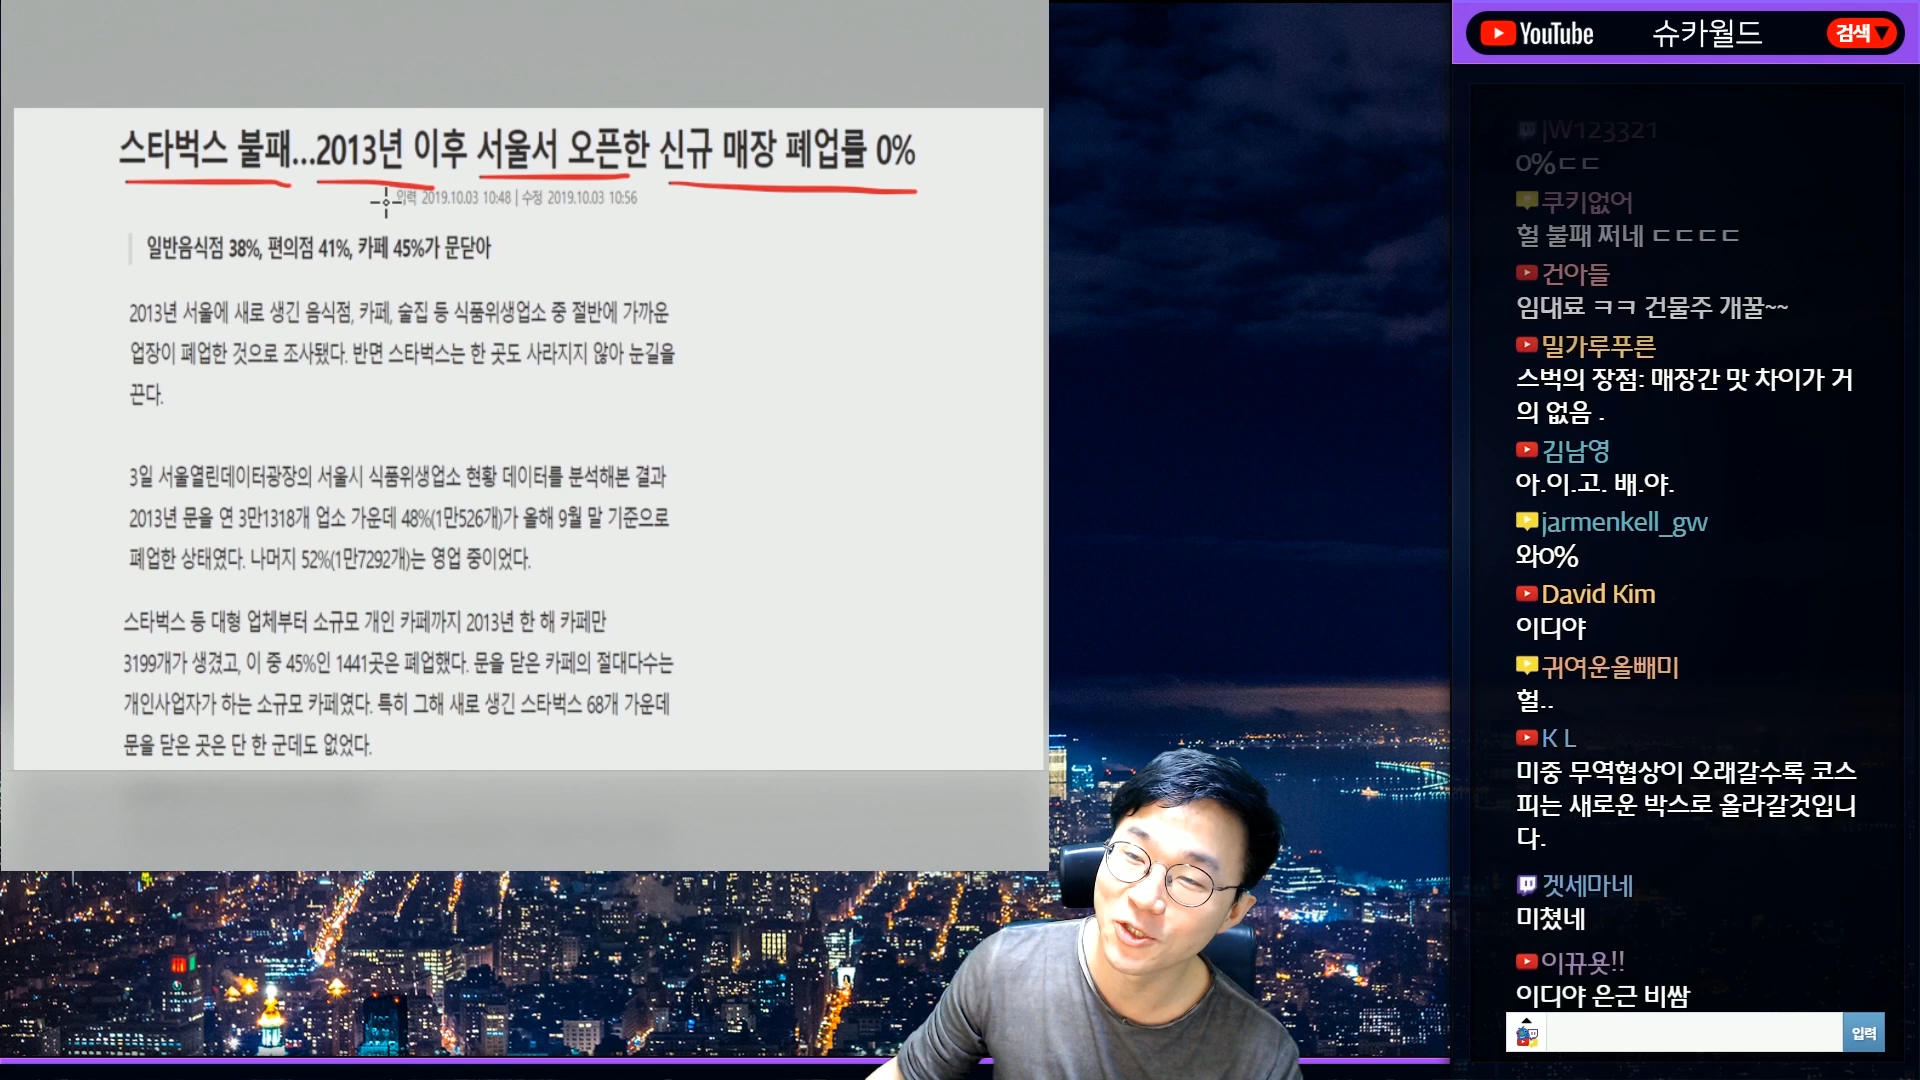 스타벅스 불패...2013년 이후 서울서 오픈한 신규 매장 폐업률 0%
입력 2019.10.03 10:48 | 수정 2019.10.03 10:56
일반음식점 38%, 편의점 41%, 카페 45%가 문닫아
2013년 서울에 새로 생긴 음식점, 카페, 술집 등 식품위생업소 중 절반에 가까운
업장이 폐업한 것으로 조사됐다. 반면 스타벅스는 한 곳도 사라지지 않아 눈길을
끈다.
3일 서울열린데이터광장의 서울시 식품위생업소 현황 데이터를 분석해본 결과
2013년 문을 연 3만1318개 업소 가운데 48%(1만526개)가 올해 9월 말 기준으로
폐업한 상태였다. 나머지 52%(1만7292개)는 영업 중이었다.
스타벅스 등 대형 업체부터 소규모 개인 카페까지 2013년 한 해 카페만
3199개가 생겼고, 이 중 45%인 1441곳은 폐업했다. 문을 닫은 카페의 절대다수는
개인사업자가 하는 소규모 카페였다. 특히 그해 새로 생긴 스타벅스 68개 가운데
문을 닫은 곳은 단 한 군데도 없었다.
YouTube 슈카월드 검색▼
jW123321
0%ㄷㄷ
쿠키없어
헐 불패 쩌네 ㄷㄷㄷㄷ
건아들
임대료 ㅋㅋ 건물주 개꿀~~
밀가루푸른
스벅의 장점: 매장간 맛 차이가 거
의 없음 .
김남영
아.이.고. 배.야.
jarmenkell_gw
와0%
David Kim
이디야
귀여운올빼미
헐..
K L
미중 무역협상이 오래갈수록 코스
피는 새로운 박스로 올라갈것입니
다.
겟세마네
미쳤네
이뀨욧!!
이디야 은근 비쌈
입력